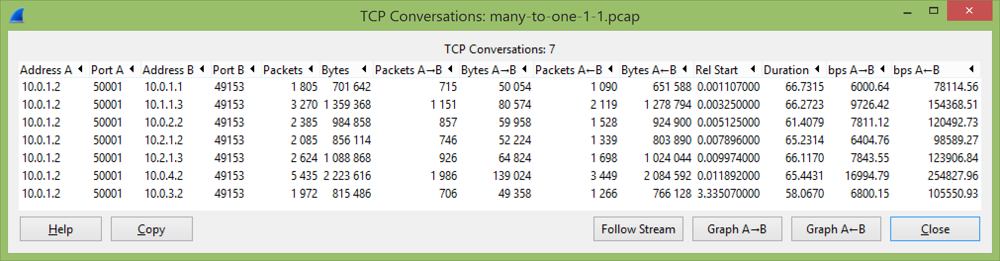 TCP Conversations: many-to-one-1-1.pcap
TCP Conversations: 7
Address A Port A Address B Port B Packets Bytes Packets A→B Bytes A→B Packets A←B Bytes A←B Rel Start Duration bps A→B bps A←B
10.0.1.2 50001 10.0.1.1 49153 1 805 701 642 715 50 054 1 090 651 588 0.001107000 66.7315 6000.64 78114.56
10.0.1.2 50001 10.1.1.3 49153 3 270 1 359 368 1 151 80 574 2 119 1 278 794 0.003250000 66.2723 9726.42 154368.51
10.0.1.2 50001 10.0.2.2 49153 2 385 984 858 857 59 958 1 528 924 900 0.005125000 61.4079 7811.12 120492.73
10.0.1.2 50001 10.2.1.2 49153 2 085 856 114 746 52 224 1 339 803 890 0.007896000 65.2314 6404.76 98589.27
10.0.1.2 50001 10.2.1.3 49153 2 624 1 088 868 926 64 824 1 698 1 024 044 0.009974000 66.1170 7843.55 123906.84
10.0.1.2 50001 10.0.4.2 49153 5 435 2 223 616 1 986 139 024 3 449 2 084 592 0.011892000 65.4431 16994.79 254827.96
10.0.1.2 50001 10.0.3.2 49153 1 972 815 486 706 49 358 1 266 766 128 3.335070000 58.0670 6800.15 105550.93
Help Copy Follow Stream Graph A→B Graph A←B Close